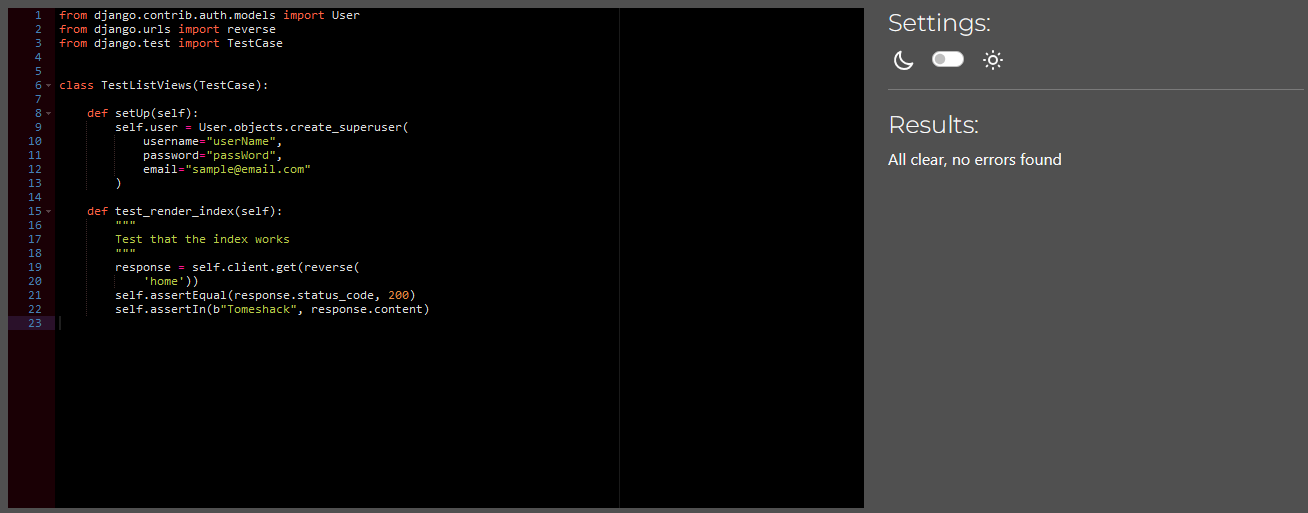 1 from django.contrib.auth.models import User
2 from django.urls import reverse
3 from django.test import TestCase
4
5
6 class TestListViews(TestCase):
7
8     def setUp(self):
9         self.user = User.objects.create_superuser(
10             username="userName",
11             password="passWord",
12             email="sample@email.com"
13         )
14
15     def test_render_index(self):
16         """
17         Test that the index works
18         """
19         response = self.client.get(reverse(
20             'home'))
21         self.assertEqual(response.status_code, 200)
22         self.assertIn(b"Tomeshack", response.content)
23
Settings:
Results:
All clear, no errors found